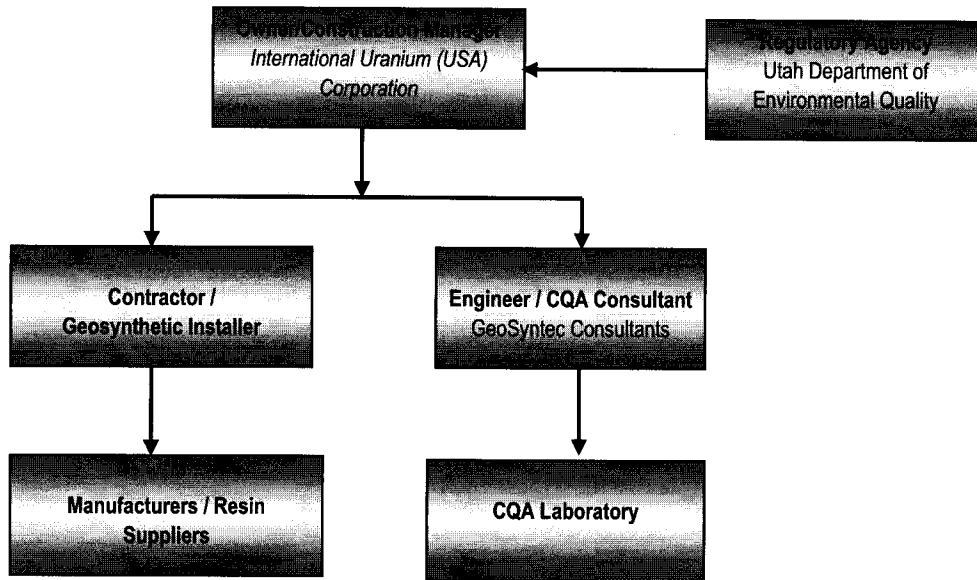 Owner/Construction Manager
International Uranium (USA)
Corporation
Regulatory Agency
Utah Department of
Environmental Quality
Contractor /
Geosynthetic Installer
Engineer / CQA Consultant
GeoSyntec Consultants
Manufacturers / Resin
Suppliers
CQA Laboratory